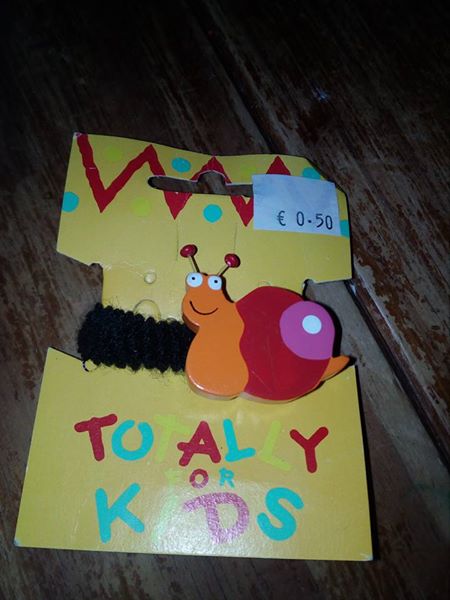 € 0.50
TOTALLY
FOR
KIDS